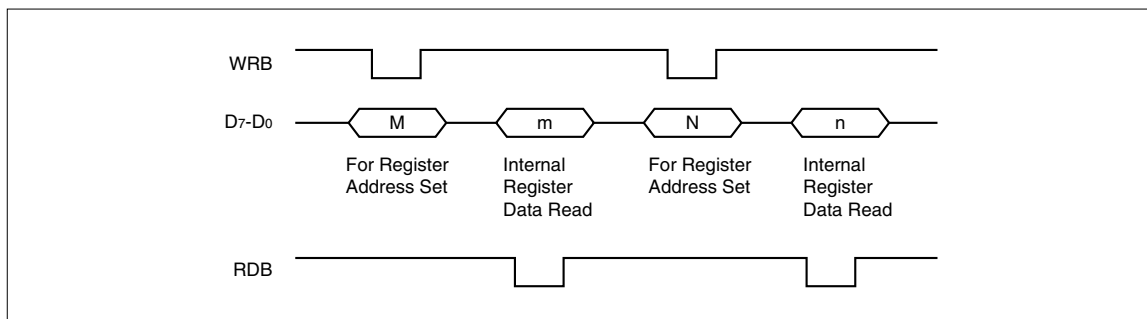 WRB
D7-D0
M
m
N
n
For Register
Address Set
Internal
Register
Data Read
For Register
Address Set
Internal
Register
Data Read
RDB